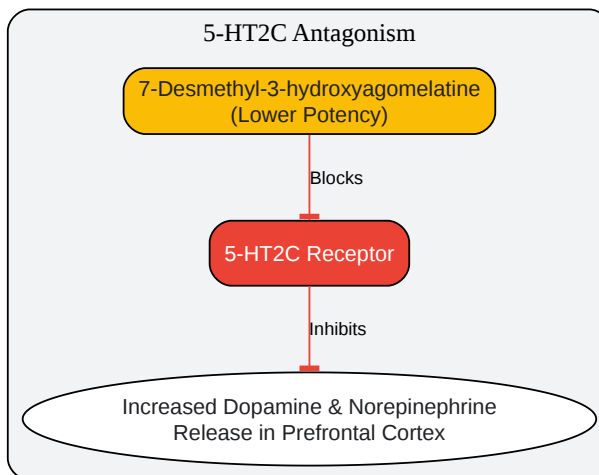 5-HT2C Antagonism
7-Desmethyl-3-hydroxyagomelatine
(Lower Potency)
Blocks
5-HT2C Receptor
Inhibits
Increased Dopamine & Norepinephrine
Release in Prefrontal Cortex